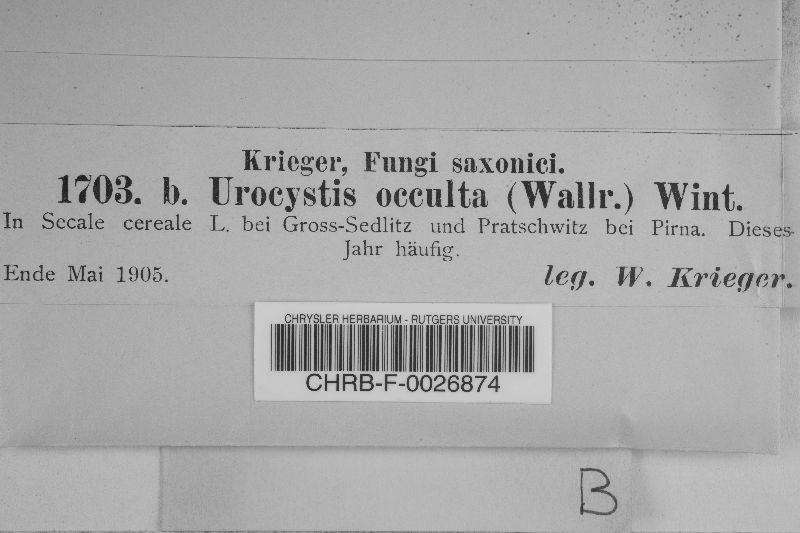 Krieger, Fungi saxonici.
1703. b. Urocystis occulta (Wallr.) Wint.
In Secale cereale L. bei Gross-Sedlitz und Pratschwitz bei Pirna. Dieses-
Jahr häufig.
Ende Mai 1905. leg. W. Krieger.
CHRYSLER HERBARIUM - RUTGERS UNIVERSITY
CHRB-F-0026874
B